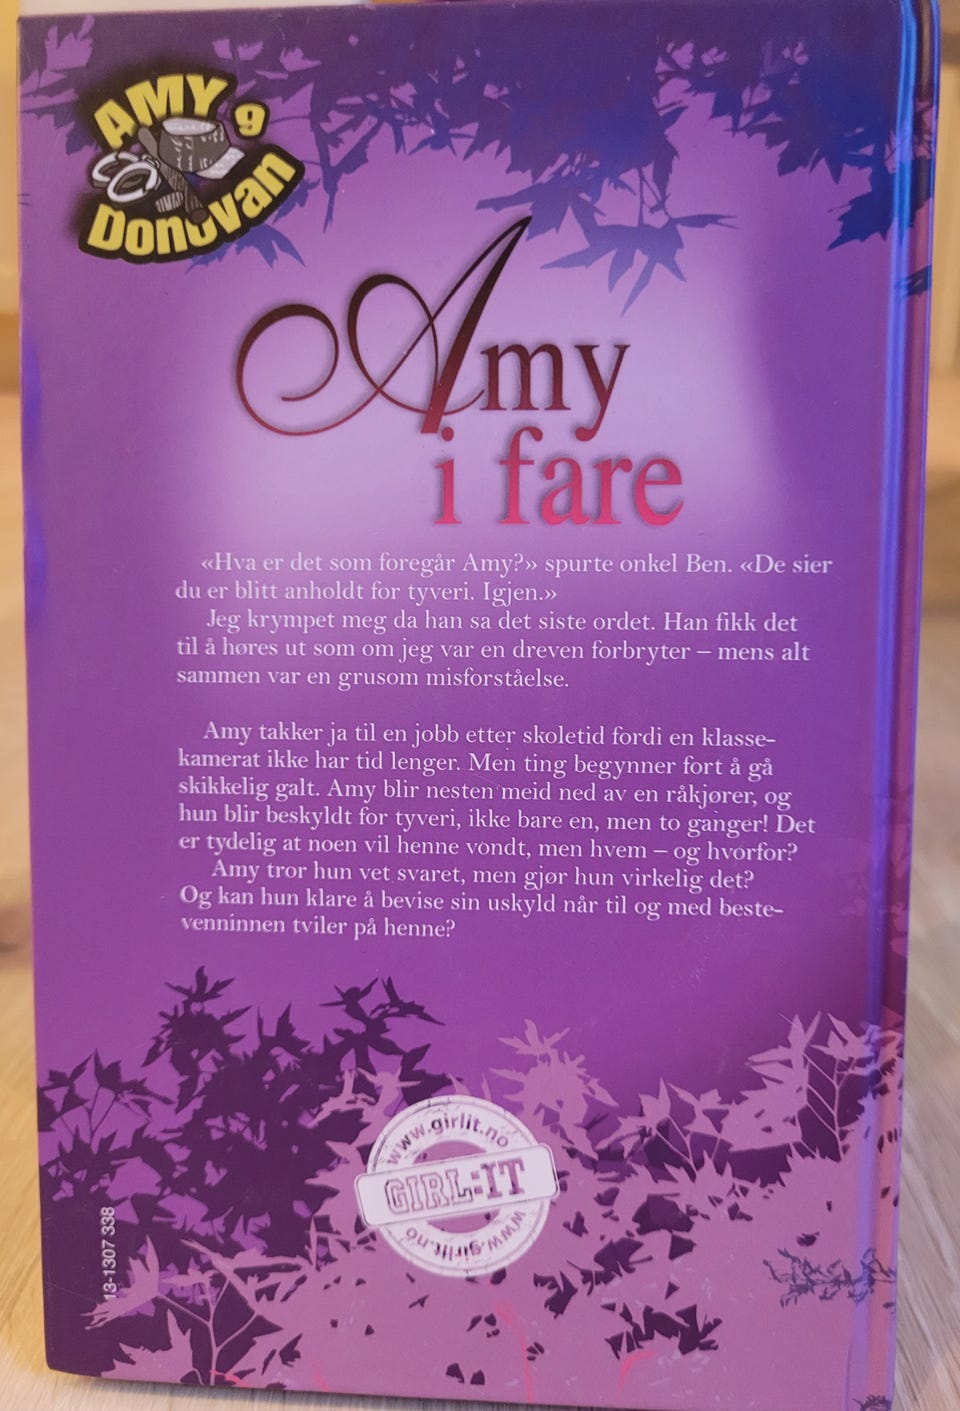 AMY 9
Donovan
Amy
i fare
«Hva er det som foregår Amy?» spurte onkel Ben. «De sier
du er blitt anholdt for tyveri. Igjen.»
Jeg krympet meg da han sa det siste ordet. Han fikk det
til å høres ut som om jeg var en dreven forbryter – mens alt
sammen var en grusom misforståelse.
Amy takker ja til en jobb etter skoletid fordi en klasse-
kamerat ikke har tid lenger. Men ting begynner fort å gå
skikkelig galt. Amy blir nesten meid ned av en råkjører, og
hun blir beskyldt for tyveri, ikke bare en, men to ganger! Det
er tydelig at noen vil henne vondt, men hvem – og hvorfor?
Amy tror hun vet svaret, men gjør hun virkelig det?
Og kan hun klare å bevise sin uskyld når til og med beste-
venninnen tviler på henne?
www.girlit.no
GIRL:IT
www.girlit.no
13-1307 338